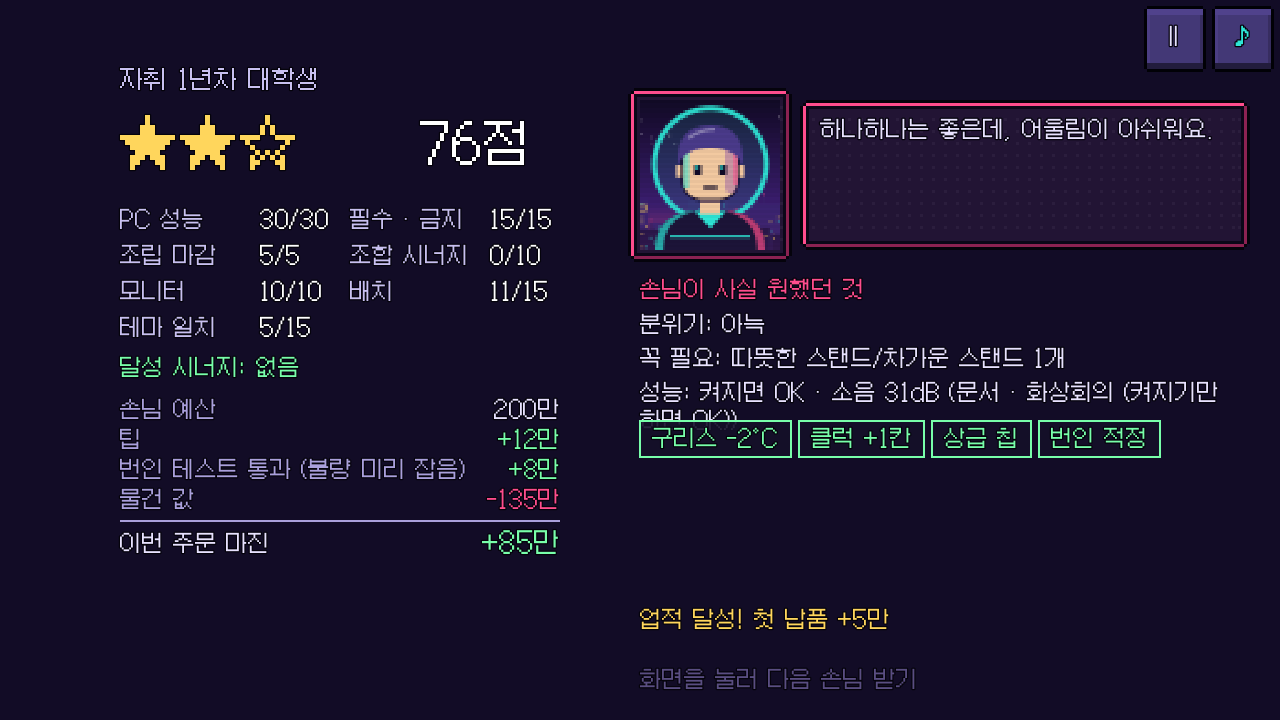 자취 1년차 대학생
76점
하나하나는 좋은데, 어울림이 아쉬워요.
PC 성능 30/30 필수 · 금지 15/15
조립 마감 5/5 조합 시너지 0/10
모니터 10/10 배치 11/15
테마 일치 5/15
달성 시너지: 없음
손님 예산 200만
팁 +12만
번인 테스트 통과 (불량 미리 잡음) +8만
물건 값 -135만
이번 주문 마진 +85만
손님이 사실 원했던 것
분위기: 아늑
꼭 필요: 따뜻한 스탠드/차가운 스탠드 1개
성능: 켜지면 OK · 소음 31dB (문서 · 화상회의 (켜지기만
하면 OK))
구리스 -2°C 클럭 +1칸 상급 칩 번인 적정
업적 달성! 첫 납품 +5만
화면을 눌러 다음 손님 받기